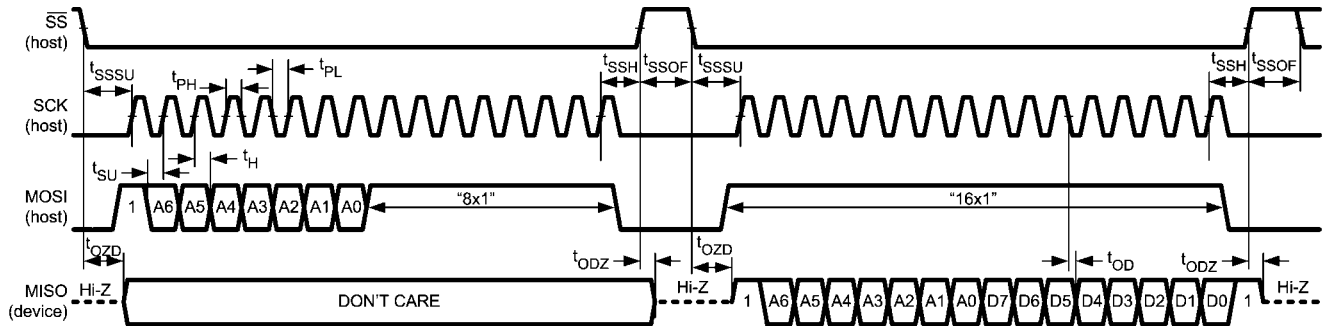 SS
(host)
tSSSU
tPH
tPL
tSSH
tSSOF
tSSSU
tSSH
tSSOF
SCK
(host)
tSU
tH
MOSI
(host)
1 A6 A5 A4 A3 A2 A1 A0 “8x1” “16x1”
tOZD
tODZ
tOZD
tOD
tODZ
MISO
(device)
Hi-Z DON'T CARE Hi-Z 1 A6 A5 A4 A3 A2 A1 A0 D7 D6 D5 D4 D3 D2 D1 D0 1 Hi-Z